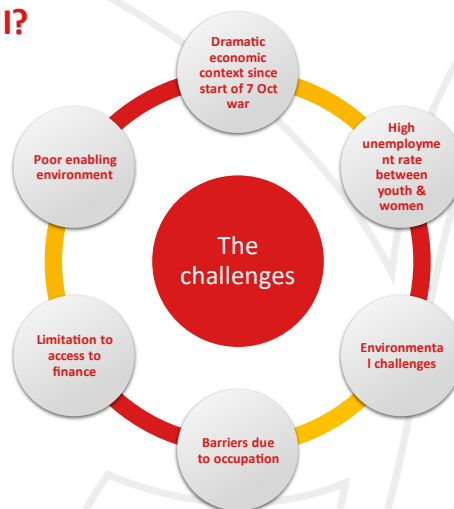 I?
Dramatic
economic
context since
start of 7 Oct
war
High
unemployme
nt rate
between
youth &
women
Environmenta
l challenges
Barriers due
to occupation
Limitation to
access to
finance
Poor enabling
environment
The
challenges